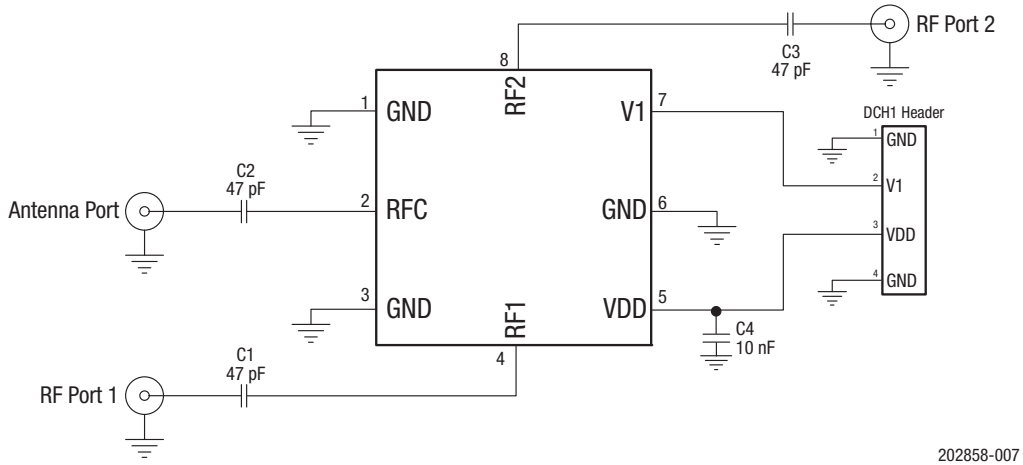 RF Port 2
C3
47 pF
8
RF2
1
GND
V1
7
DCH1 Header
1
GND
C2
47 pF
2
V1
Antenna Port
2
RFC
GND
6
3
VDD
3
GND
RF1
VDD
5
4
GND
C4
10 nF
4
C1
47 pF
RF Port 1
202858-007